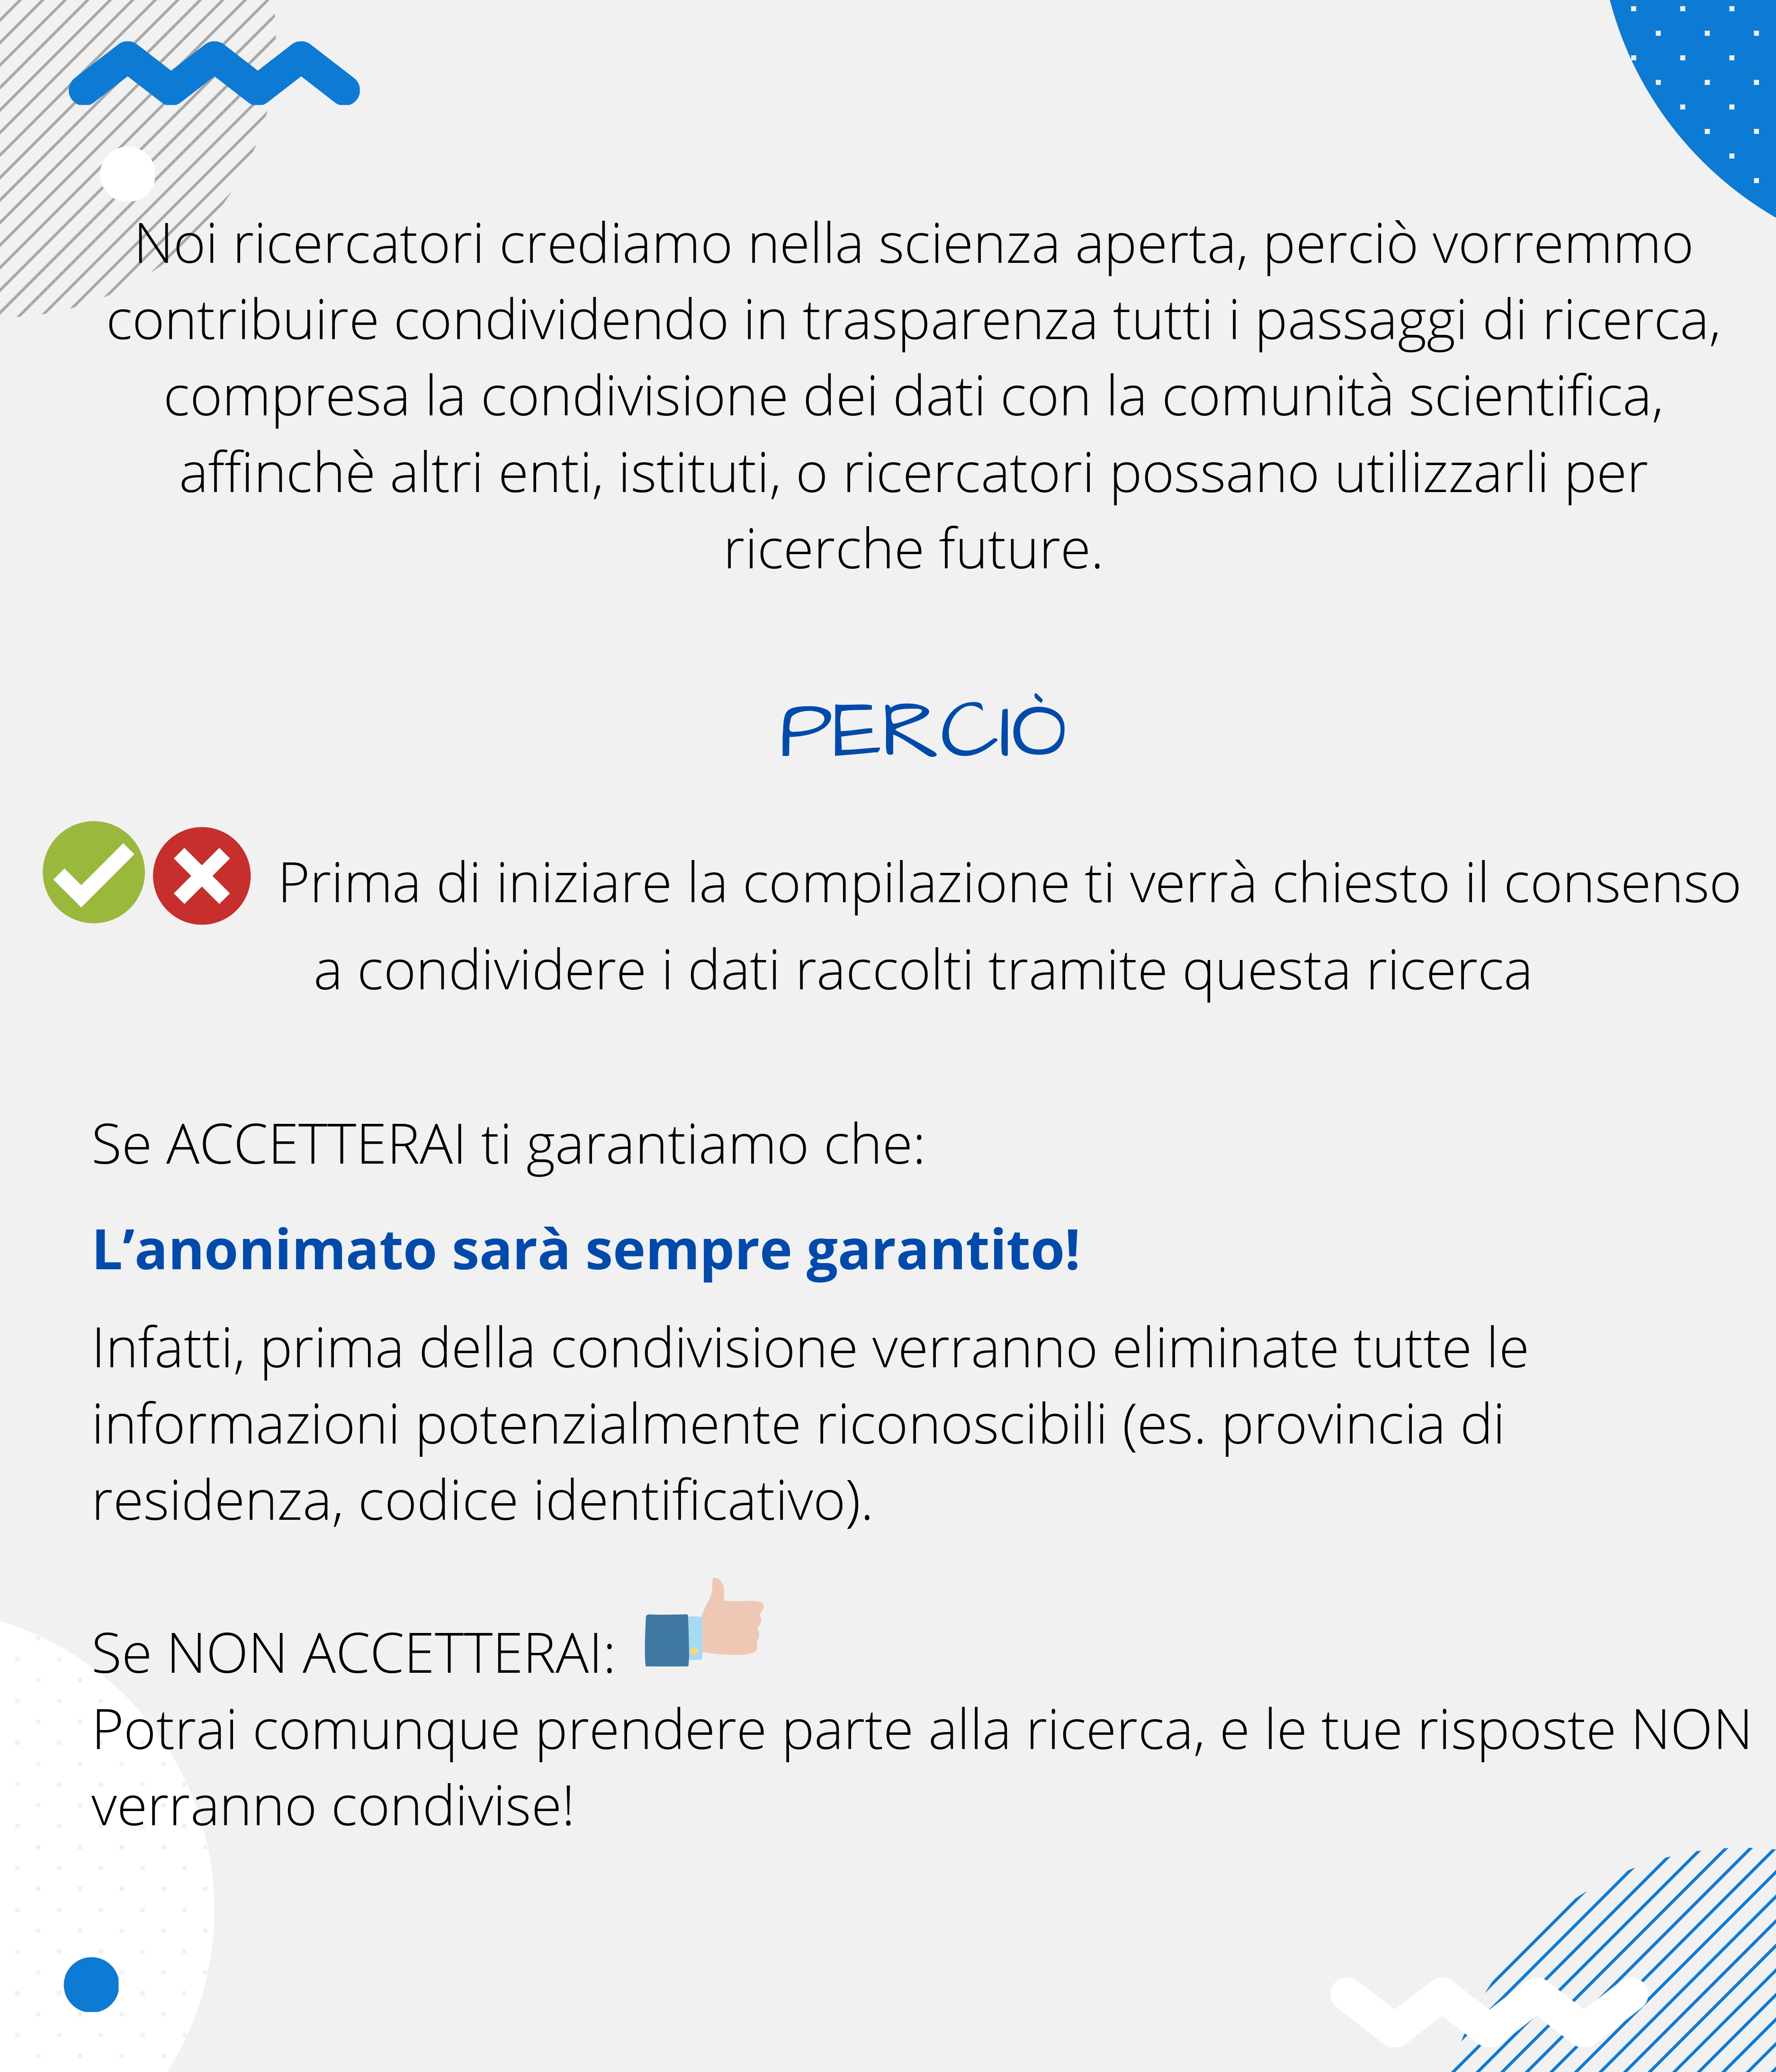 Noi ricercatori crediamo nella scienza aperta, perciò vorremmo
contribuire condividendo in trasparenza tutti i passaggi di ricerca,
compresa la condivisione dei dati con la comunità scientifica,
affinchè altri enti, istituti, o ricercatori possano utilizzarli per
ricerche future.
PERCIÒ
Prima di iniziare la compilazione ti verrà chiesto il consenso
a condividere i dati raccolti tramite questa ricerca
Se ACCETTERAI ti garantiamo che:
L’anonimato sarà sempre garantito!
Infatti, prima della condivisione verranno eliminate tutte le
informazioni potenzialmente riconoscibili (es. provincia di
residenza, codice identificativo).
Se NON ACCETTERAI:
Potrai comunque prendere parte alla ricerca, e le tue risposte NON
verranno condivise!